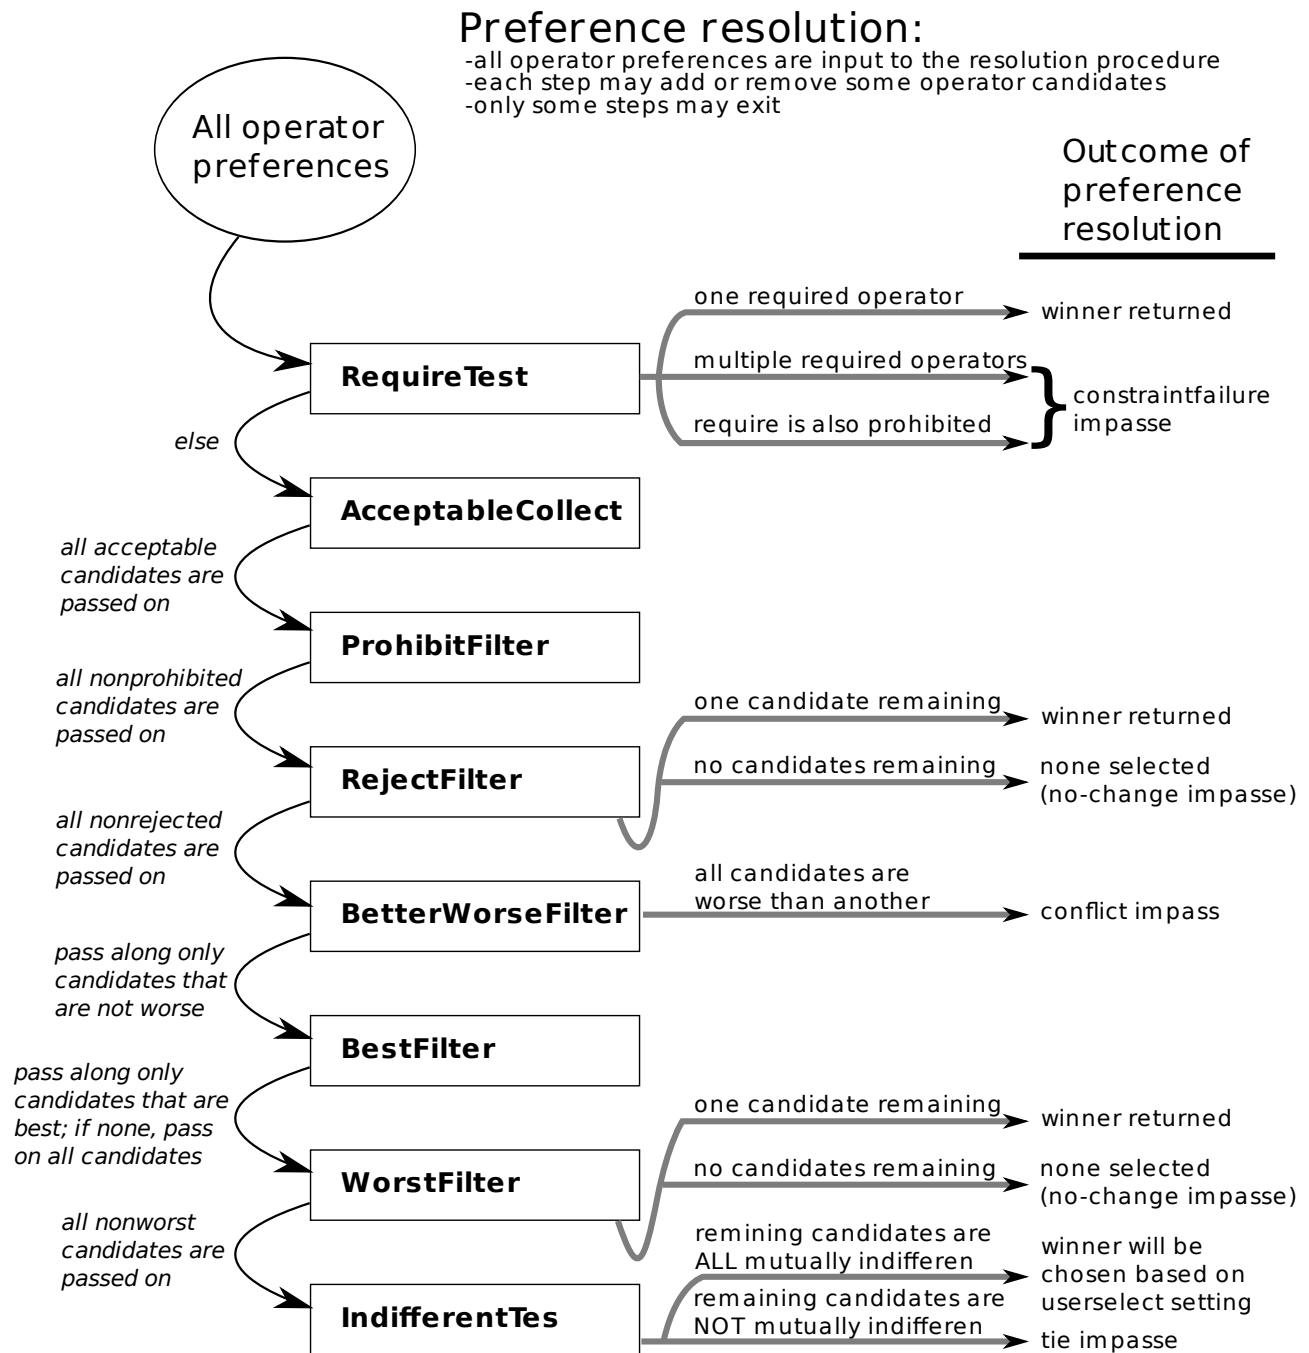 Preference resolution:
-all operator preferences are input to the resolution procedure
-each step may add or remove some operator candidates
-only some steps may exit
All operator
preferences
Outcome of
preference
resolution
one required operator
winner returned
RequireTest
multiple required operators
constraintfailure
impasse
require is also prohibited
else
AcceptableCollect
all acceptable
candidates are
passed on
ProhibitFilter
all nonprohibited
candidates are
passed on
one candidate remaining
winner returned
RejectFilter
no candidates remaining
none selected
(no-change impasse)
all nonrejected
candidates are
passed on
BetterWorseFilter
all candidates are
worse than another
conflict impass
pass along only
candidates that
are not worse
BestFilter
pass along only
candidates that are
best; if none, pass
on all candidates
one candidate remaining
winner returned
WorstFilter
no candidates remaining
none selected
(no-change impasse)
all nonworst
candidates are
passed on
remining candidates are
ALL mutually indifferen
winner will be
chosen based on
userselect setting
IndifferentTes
remaining candidates are
NOT mutually indifferen
tie impasse